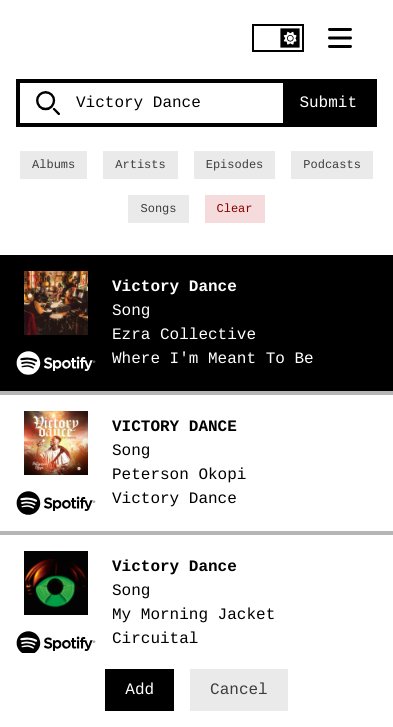 Victory Dance
Submit
Albums
Artists
Episodes
Podcasts
Songs
Clear
Victory Dance
Song
Ezra Collective
Where I'm Meant To Be
Spotify
VICTORY DANCE
Song
Peterson Okopi
Victory Dance
Victory dance
Spotify
Victory Dance
Song
My Morning Jacket
Circuital
Spotify
Add
Cancel